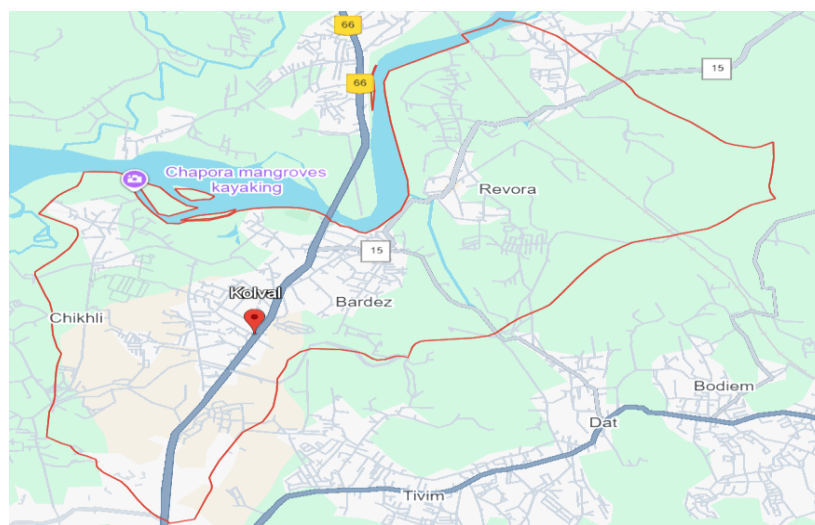 66
66
15
Chapora mangroves
kayaking
Revora
15
Kolval
Bardez
Chikhli
Bodiem
Dat
Tivim